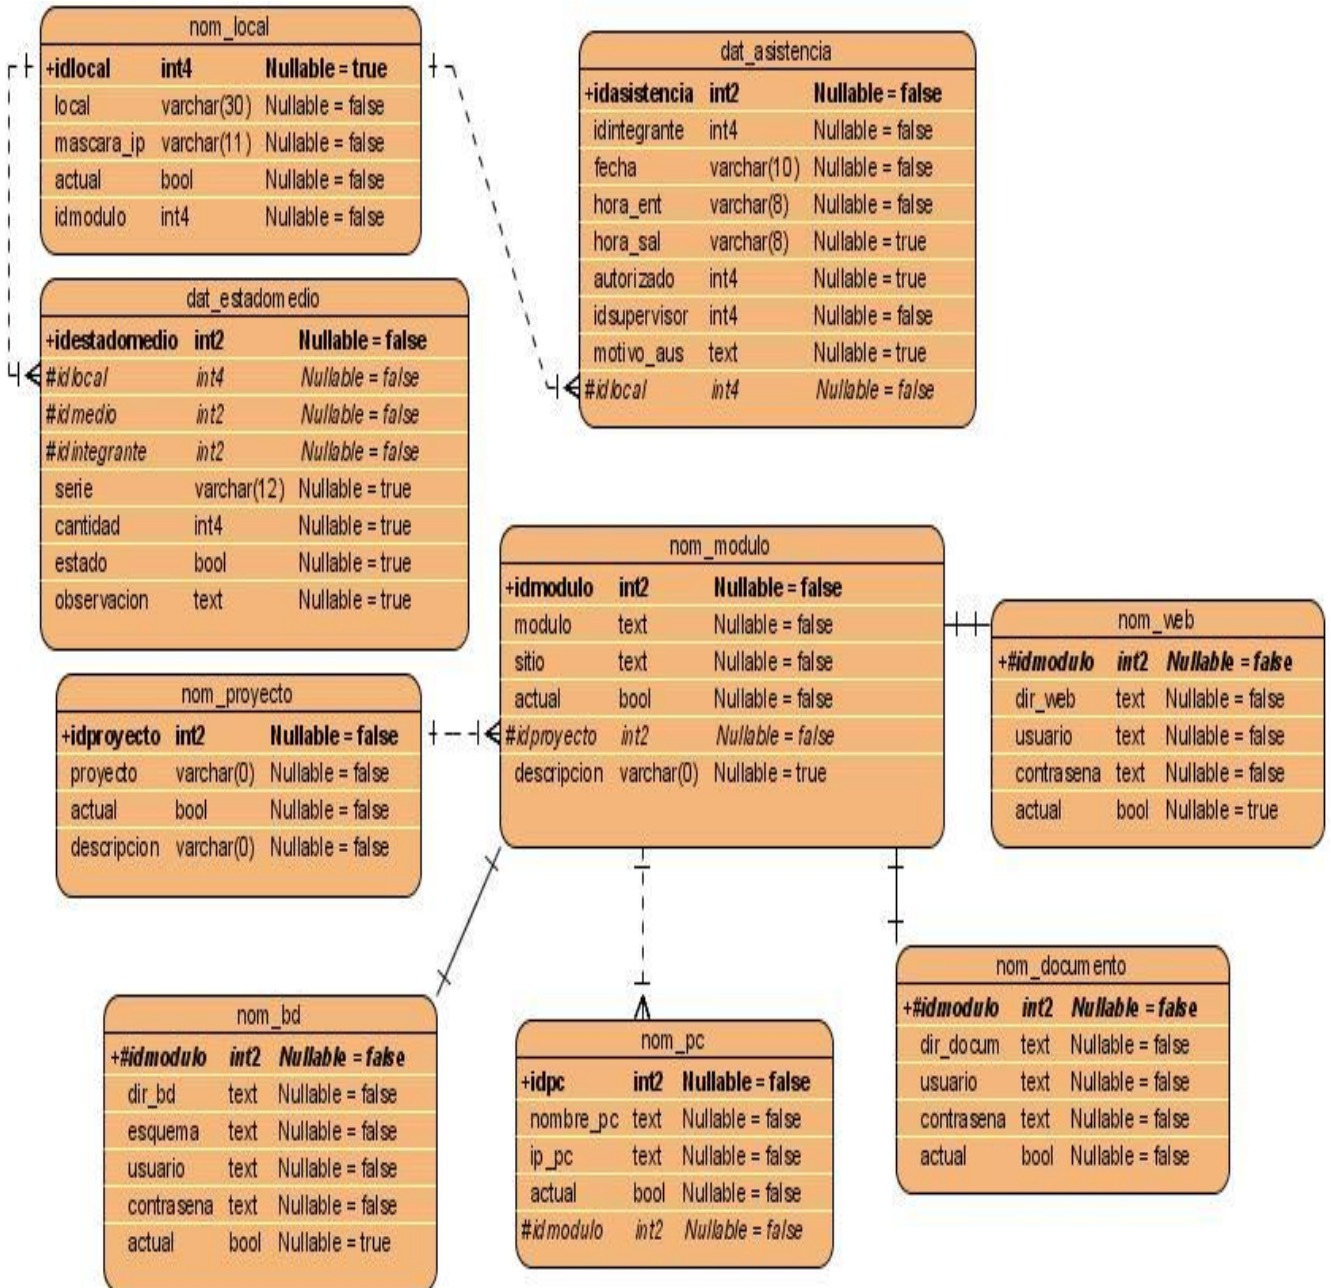 nom_local
+idlocal int4 Nullable = true
local varchar(30) Nullable = false
mascara_ip varchar(11) Nullable = false
actual bool Nullable = false
idmodulo int4 Nullable = false
dat_asistencia
+idasistencia int2 Nullable = false
idintegrante int4 Nullable = false
fecha varchar(10) Nullable = false
hora_ent varchar(8) Nullable = false
hora_sal varchar(8) Nullable = true
autorizado int4 Nullable = true
idsupervisor int4 Nullable = false
motivo_aus text Nullable = true
#idlocal int4 Nullable = false
dat_estadomedio
+idestadomedio int2 Nullable = false
#idlocal int4 Nullable = false
#idmedio int2 Nullable = false
#idintegrante int2 Nullable = false
serie varchar(12) Nullable = true
cantidad int4 Nullable = true
estado bool Nullable = true
observacion text Nullable = true
nom_modulo
+idmodulo int2 Nullable = false
modulo text Nullable = false
sitio text Nullable = false
actual bool Nullable = false
#idproyecto int2 Nullable = false
descripcion varchar(0) Nullable = true
nom_web
+#idmodulo int2 Nullable = false
dir_web text Nullable = false
usuario text Nullable = false
contrasena text Nullable = false
actual bool Nullable = true
nom_proyecto
+idproyecto int2 Nullable = false
proyecto varchar(0) Nullable = false
actual bool Nullable = false
descripcion varchar(0) Nullable = false
nom_bd
+#idmodulo int2 Nullable = false
dir_bd text Nullable = false
esquema text Nullable = false
usuario text Nullable = false
contrasena text Nullable = false
actual bool Nullable = true
nom_pc
+idpc int2 Nullable = false
nombre_pc text Nullable = false
ip_pc text Nullable = false
actual bool Nullable = false
#idmodulo int2 Nullable = false
nom_documento
+#idmodulo int2 Nullable = false
dir_docum text Nullable = false
usuario text Nullable = false
contrasena text Nullable = false
actual bool Nullable = false